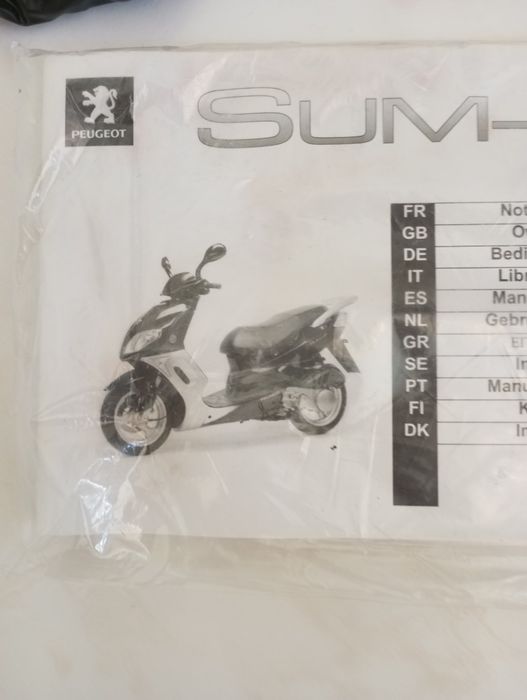 PEUGEOT
SUM-
FR Not
GB O
DE Bedi
IT Libr
ES Man
NL Gebr
GR
SE In
PT Manu
FI K
DK In